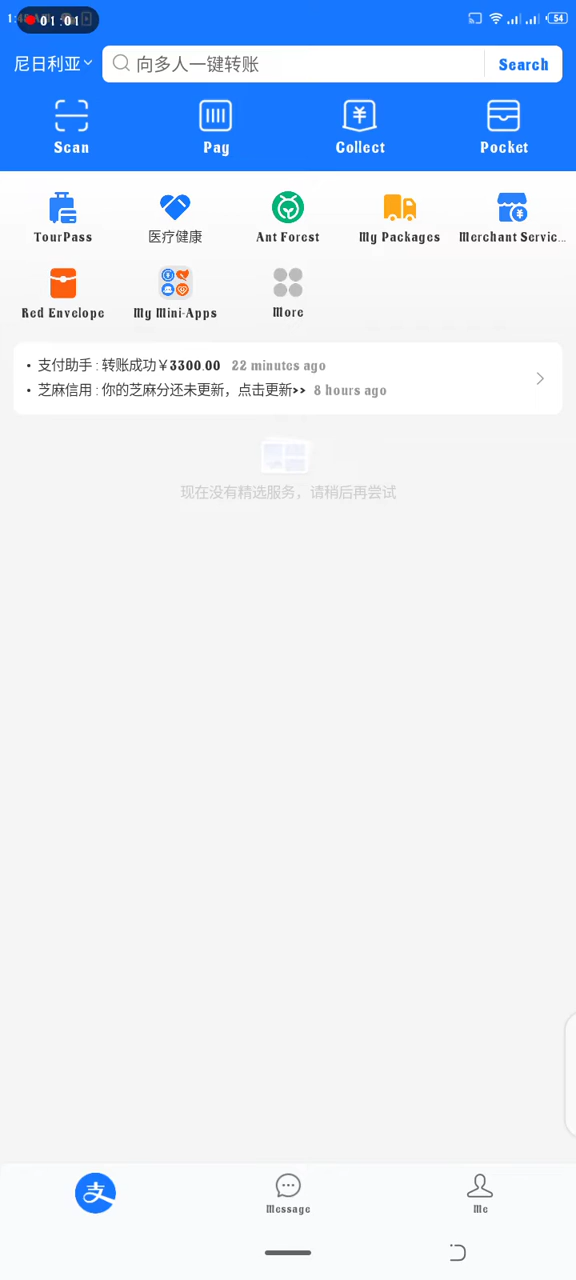 01:01
54
尼日利亚
向多人一键转账
Search
Scan
Pay
Collect
Pocket
TourPass
医疗健康
Ant Forest
My Packages
Merchant Servic...
Red Envelope
My Mini-Apps
More
• 支付助手 : 转账成功￥3300.00 22 minutes ago
• 芝麻信用 : 你的芝麻分还未更新，点击更新>> 8 hours ago
现在没有精选服务，请稍后再尝试
支
Message
Me